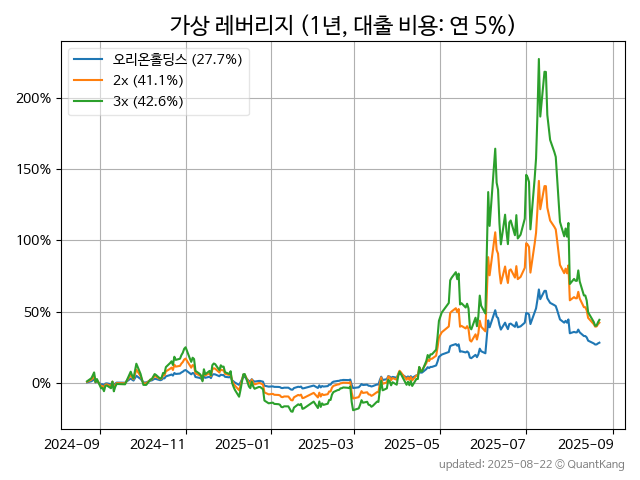 가상 레버리지 (1년, 대출 비용: 연 5%)
오리온홀딩스 (27.7%)
2x (41.1%)
3x (42.6%)
200%
150%
100%
50%
0%
2024-09 2024-11 2025-01 2025-03 2025-05 2025-07 2025-09
updated: 2025-08-22 © QuantKang